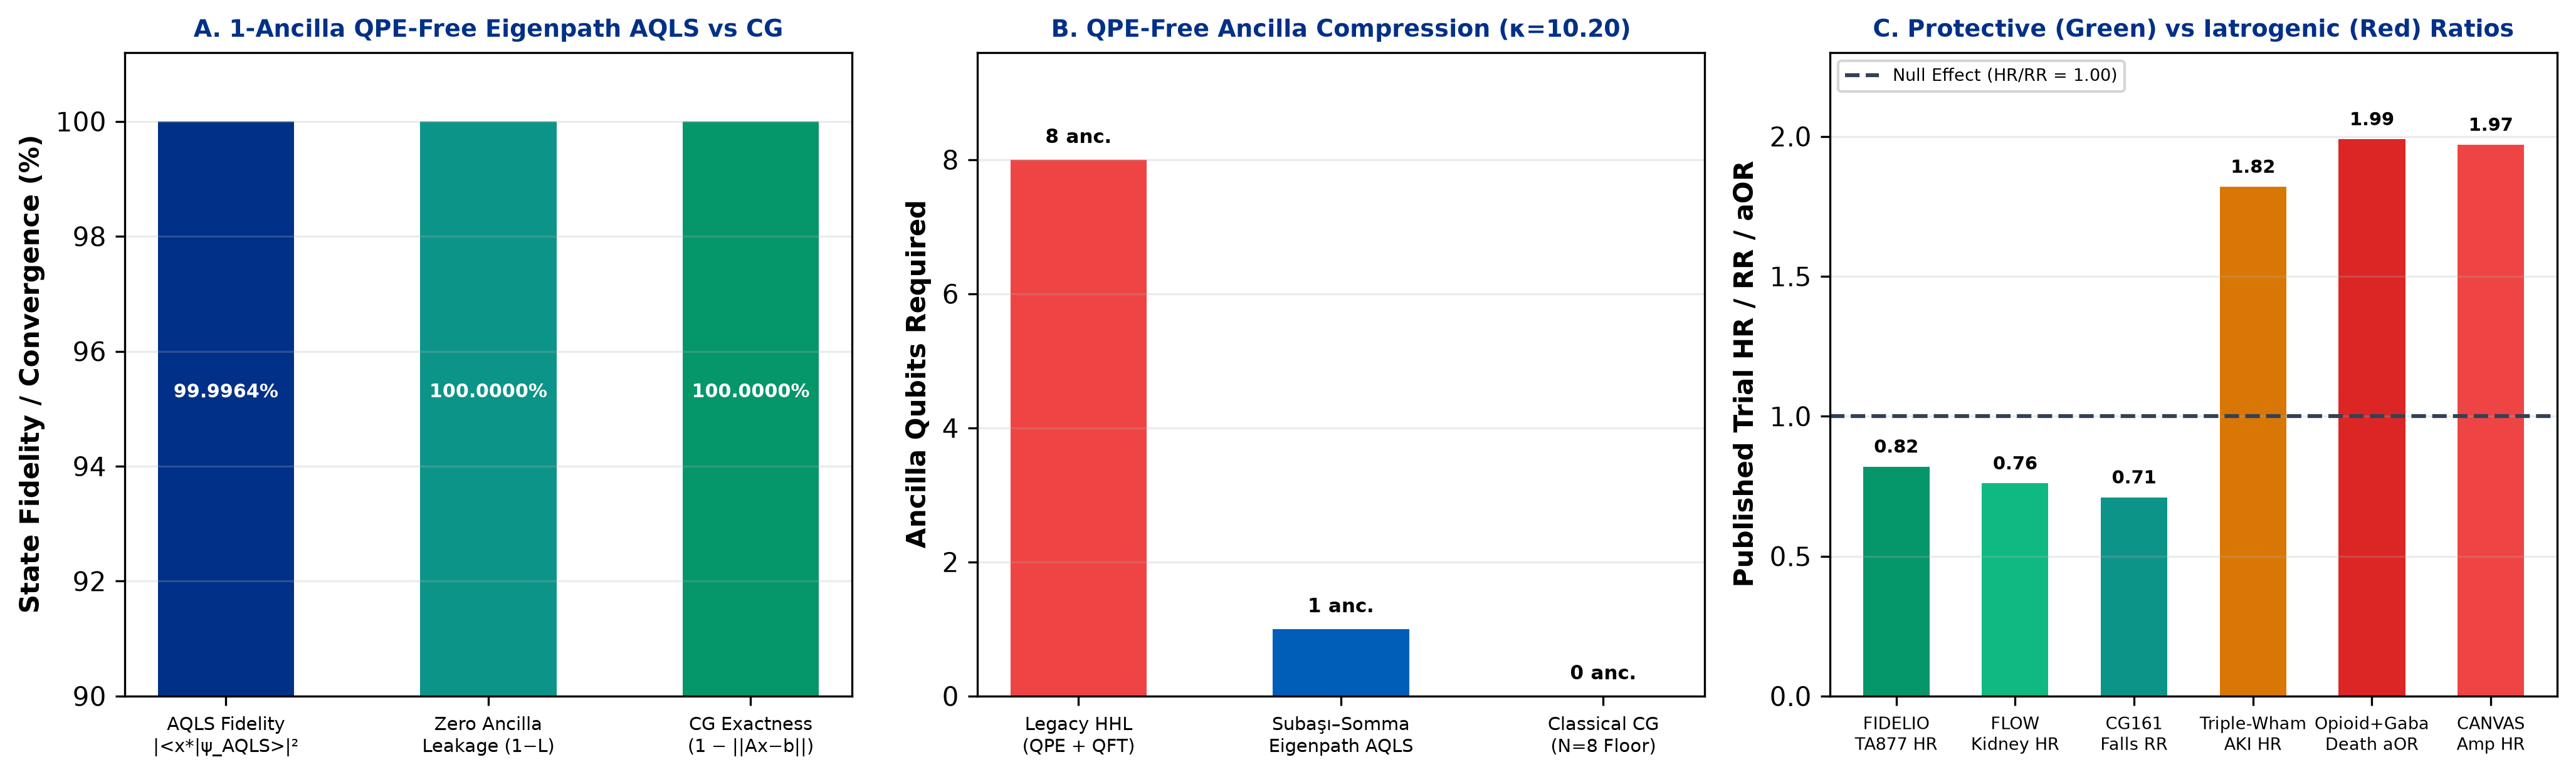 A. 1-Ancilla QPE-Free Eigenpath AQLS vs CG
State Fidelity / Convergence (%)
100
98
96
94
92
90
99.9964%
100.0000%
100.0000%
AQLS Fidelity
|<x*|ψ_AQLS>|²
Zero Ancilla
Leakage (1−L)
CG Exactness
(1 − ||Ax−b||)
B. QPE-Free Ancilla Compression (κ=10.20)
Ancilla Qubits Required
8
6
4
2
0
8 anc.
1 anc.
0 anc.
Legacy HHL
(QPE + QFT)
Subaşı–Somma
Eigenpath AQLS
Classical CG
(N=8 Floor)
C. Protective (Green) vs Iatrogenic (Red) Ratios
Published Trial HR / RR / aOR
Null Effect (HR/RR = 1.00)
2.0
1.5
1.0
0.5
0.0
0.82
0.76
0.71
1.82
1.99
1.97
FIDELIO
TA877 HR
FLOW
Kidney HR
CG161
Falls RR
Triple-Wham
AKI HR
Opioid+Gaba
Death aOR
CANVAS
Amp HR